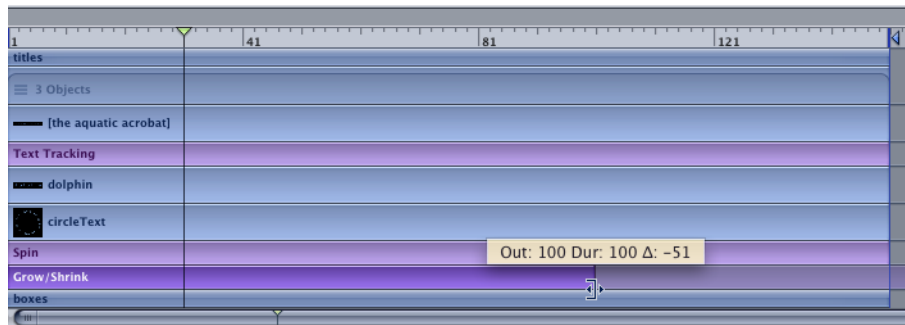 1 41 81 121
titles
3 Objects
[the aquatic acrobat]
Text Tracking
dolphin
circleText
Spin
Out: 100 Dur: 100 Δ: -51
Grow/Shrink
boxes